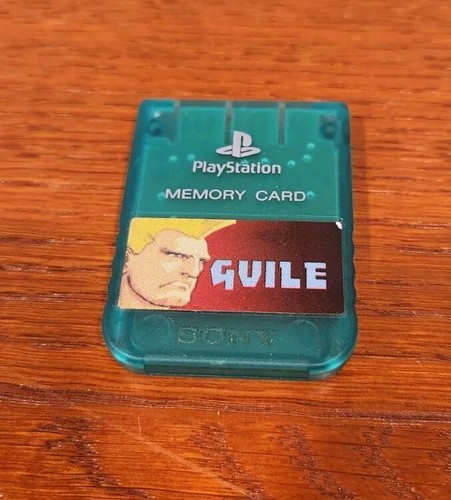 PlayStation
MEMORY CARD
GUILE
SONY